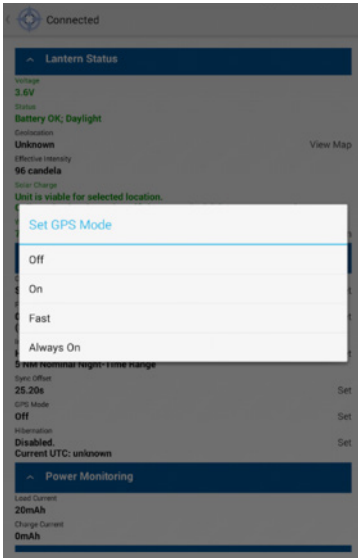 Connected
Lantern Status
Voltage
3.6V
Status
Battery OK; Daylight
Geolocation
Unknown View Map
Effective Intensity
96 candela
Solar Charge
Unit is viable for selected location.
Set GPS Mode
Off
On
Fast
Always On
5 NM Nominal Night-Time Range
Sync Offset
25.20s Set
GPS Mode
Off Set
Hibernation
Disabled. Set
Current UTC: unknown
Power Monitoring
Load Current
20mAh
Charge Current
0mAh